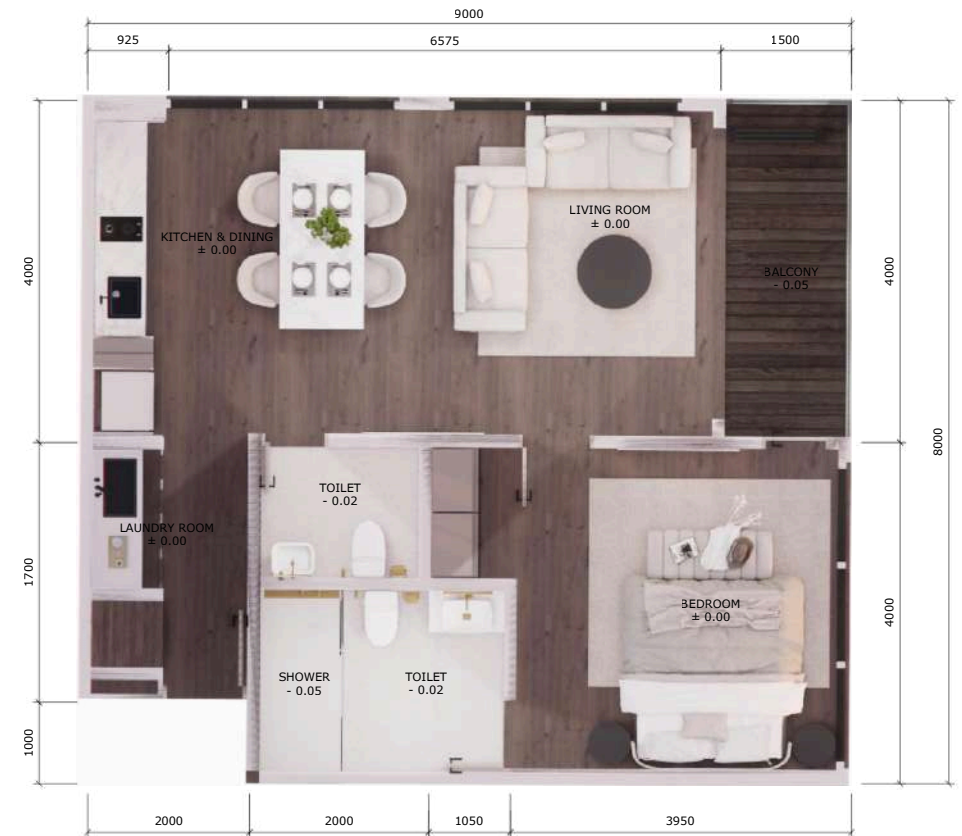 9000
925
6575
1500
4000
KITCHEN & DINING
± 0.00
LIVING ROOM
± 0.00
BALCONY
- 0.05
4000
8000
TOILET
- 0.02
LAUNDRY ROOM
± 0.00
1700
BEDROOM
± 0.00
4000
SHOWER
- 0.05
TOILET
- 0.02
1000
2000
2000
1050
3950